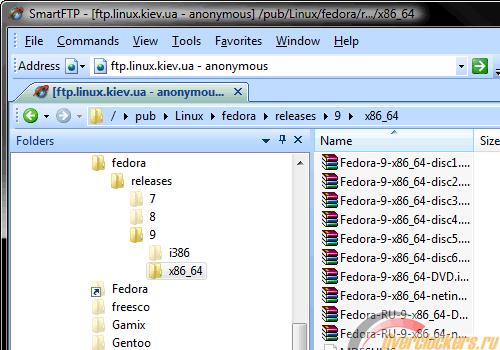 SmartFTP - [ftp.linux.kiev.ua - anonymous] /pub/Linux/fedora/r.../x86_64
File Commands View Tools Favorites Window Help
Address ftp.linux.kiev.ua - anonymous
ftp.linux.kiev.ua - anonymou...
/ pub Linux fedora releases 9 x86_64
Folders
fedora
releases
7
8
9
i386
x86_64
Fedora
freesco
Gamix
Gentoo
Name Size
Fedora-9-x86_64-disc1....
Fedora-9-x86_64-disc2....
Fedora-9-x86_64-disc3....
Fedora-9-x86_64-disc4....
Fedora-9-x86_64-disc5....
Fedora-9-x86_64-disc6....
Fedora-9-x86_64-DVD.i...
Fedora-9-x86_64-netin...
Fedora-RU-9-x86_64-D...
Fedora-RU-9-x86_64-n...
overclockers.ru